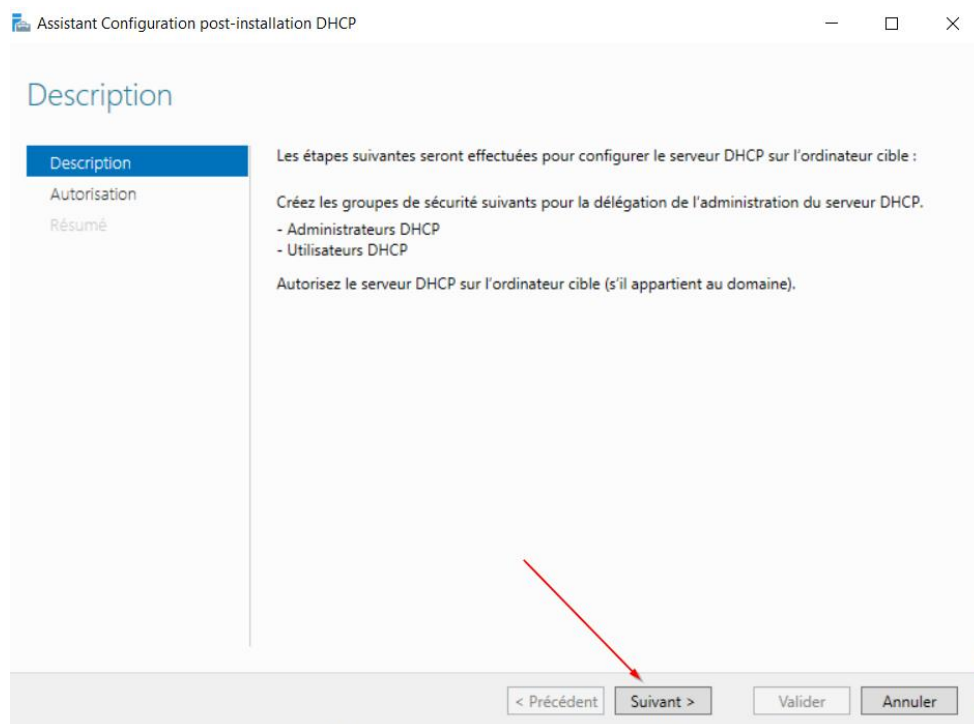 Assistant Configuration post-installation DHCP
Description
Description
Autorisation
Résumé
Les étapes suivantes seront effectuées pour configurer le serveur DHCP sur l'ordinateur cible :
Créez les groupes de sécurité suivants pour la délégation de l'administration du serveur DHCP.
- Administrateurs DHCP
- Utilisateurs DHCP
Autorisez le serveur DHCP sur l'ordinateur cible (s'il appartient au domaine).
< Précédent
Suivant >
Valider
Annuler